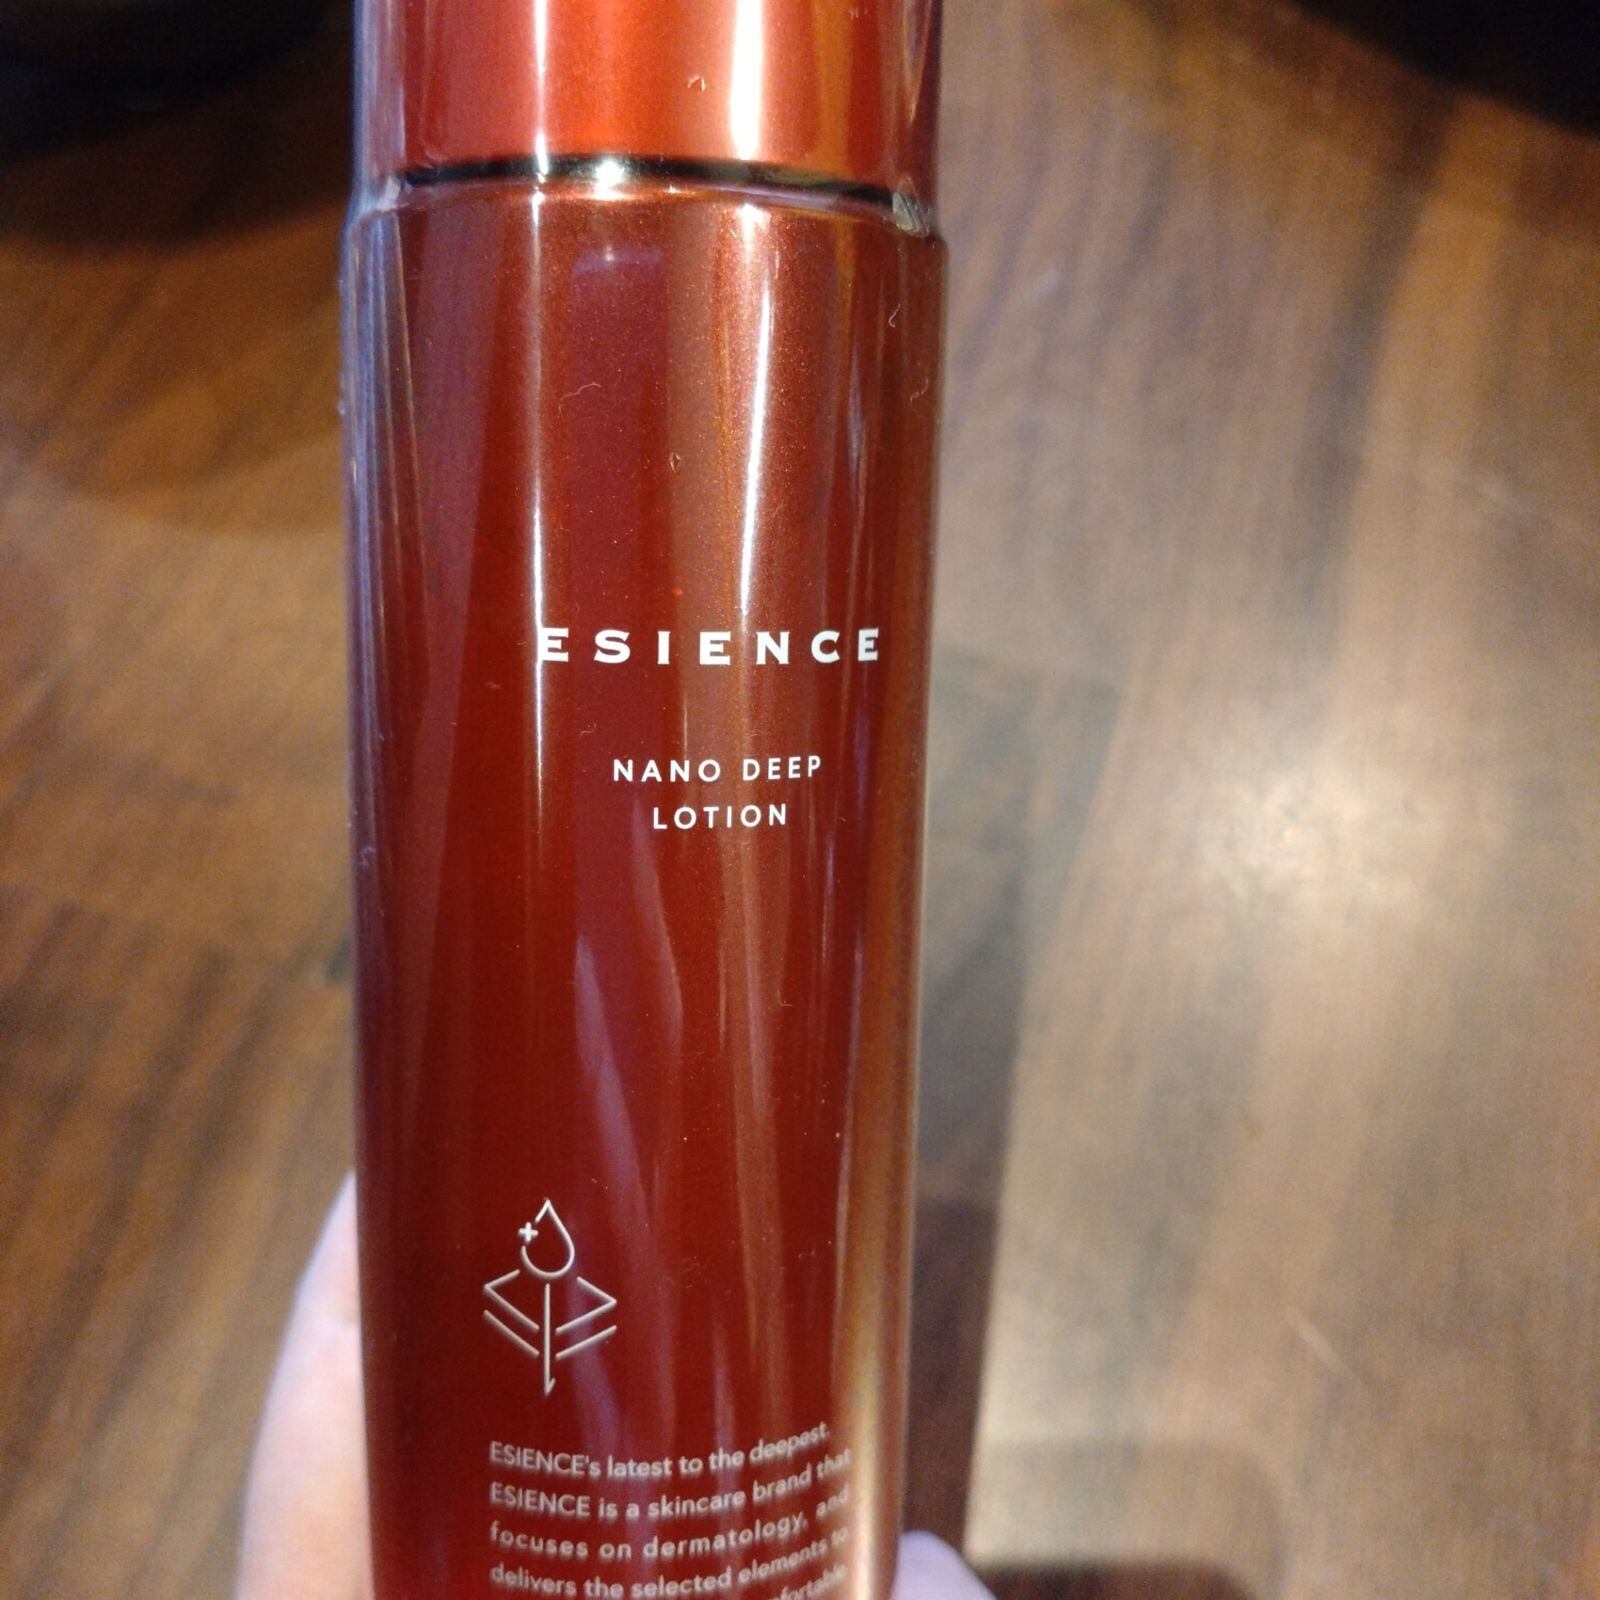 ESIENCE
NANO DEEP
LOTION
ESIENCE's latest to the deepest.
ESIENCE is a skincare brand that
focuses on dermatology, and
delivers the selected elements to